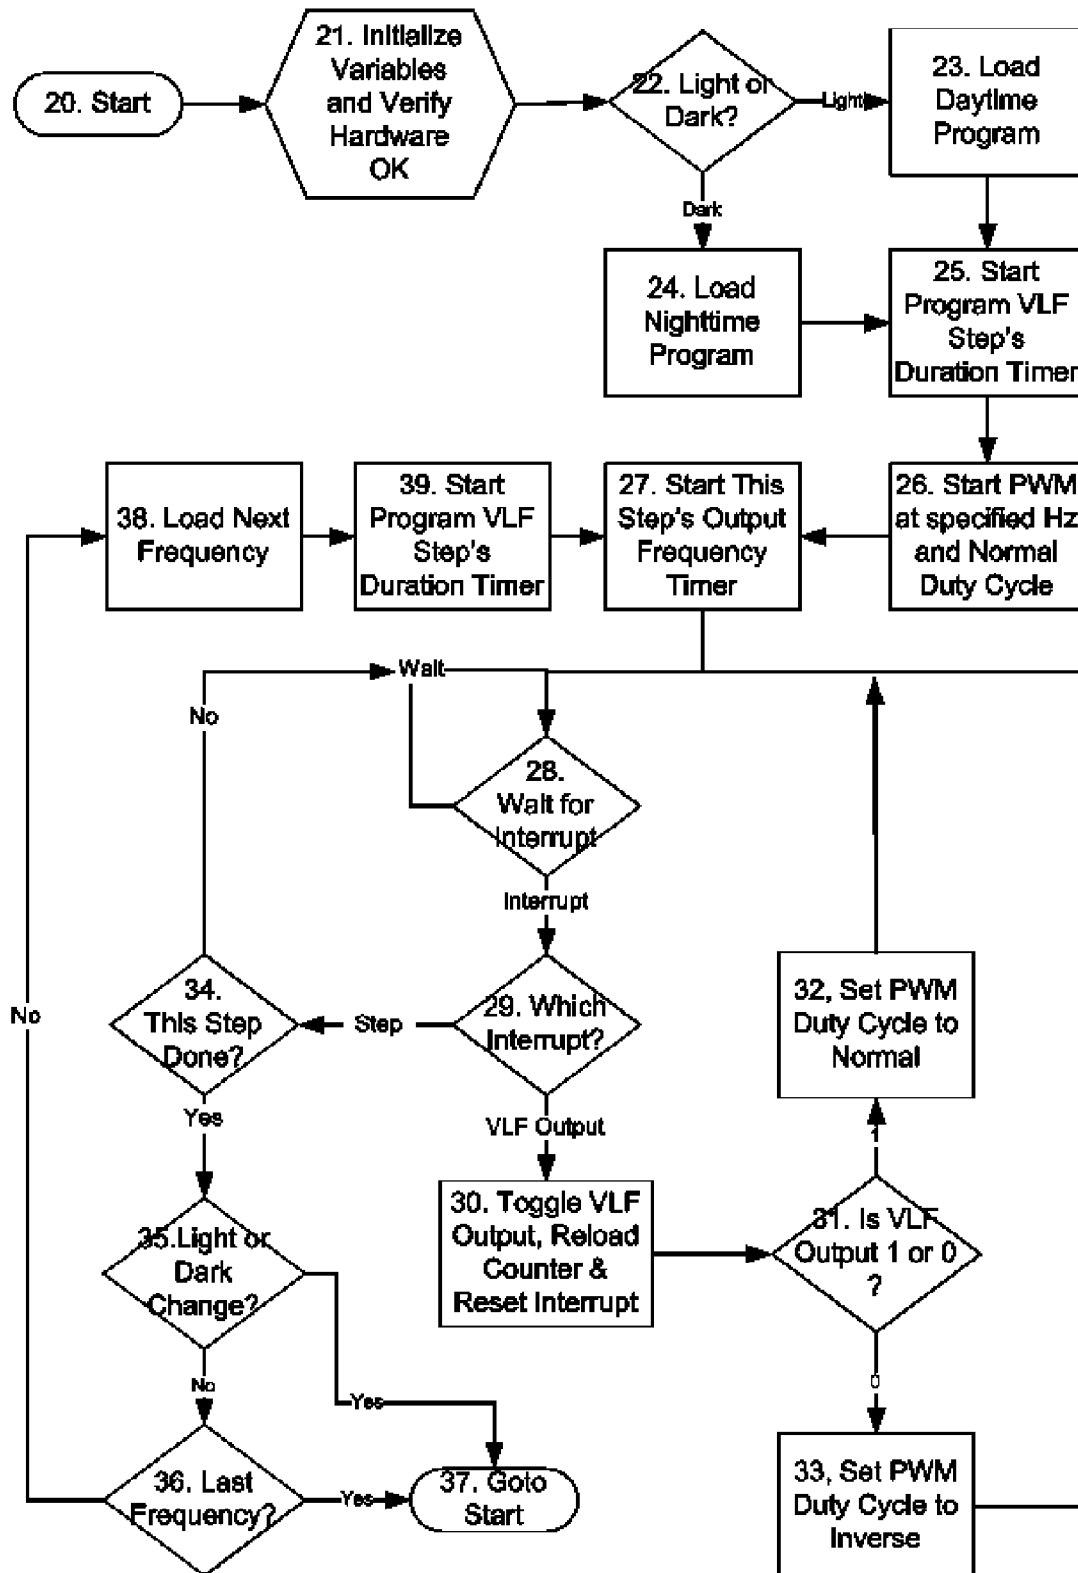 20. Start
21. Initialize
Variables
and Verify
Hardware
OK
22. Light or
Dark?
Light
23. Load
Daytime
Program
Dark
24. Load
Nighttime
Program
25. Start
Program VLF
Step's
Duration Timer
38. Load Next
Frequency
39. Start
Program VLF
Step's
Duration Timer
27. Start This
Step's Output
Frequency
Timer
26. Start PWM
at specified Hz
and Normal
Duty Cycle
Wait
No
28.
Wait for
Interrupt
Interrupt
34.
This Step
Done?
Step
29. Which
Interrupt?
32, Set PWM
Duty Cycle to
Normal
No
Yes
VLF Output
1
30. Toggle VLF
Output, Reload
Counter &
Reset Interrupt
31. Is VLF
Output 1 or 0
?
35.Light or
Dark
Change?
No
Yes
0
36. Last
Frequency?
Yes
37. Goto
Start
33, Set PWM
Duty Cycle to
Inverse